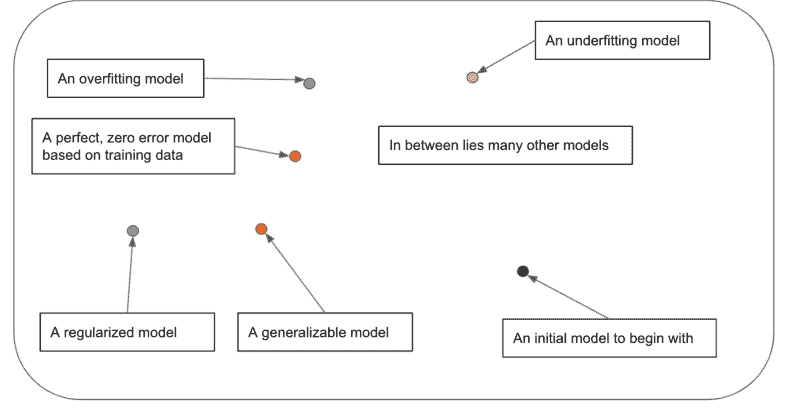 An underfitting model
An overfitting model
A perfect, zero error model
based on training data
In between lies many other models
A regularized model
A generalizable model
An initial model to begin with